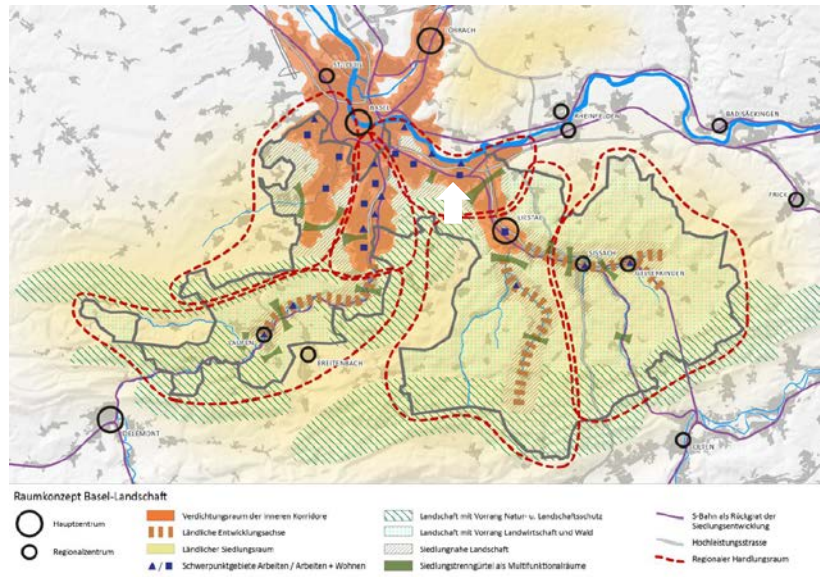 LÖRRACH
ST-LOUIS
BASEL
RHEINFELDEN
BAD SÄCKINGEN
FRICK
LIESTAL
SISSACH
GELTERKINGEN
LAUFEN
BREITENBACH
DELEMONT
OLTEN
Raumkonzept Basel-Landschaft
Hauptzentrum
Regionalzentrum
Verdichtungsraum der Inneren Korridore
Ländliche Entwicklungsachse
Ländlicher Siedlungsraum
Schwerpunktgebiete Arbeiten / Arbeiten + Wohnen
Landschaft mit Vorrang Natur- u. Landschaftsschutz
Landschaft mit Vorrang Landwirtschaft und Wald
Siedlungsnahe Landschaft
Siedlungstrenngürtel als Multifunktionalräume
S-Bahn als Rückgrat der
Siedlungsentwicklung
Hochleistungsstrasse
Regionaler Handlungsraum